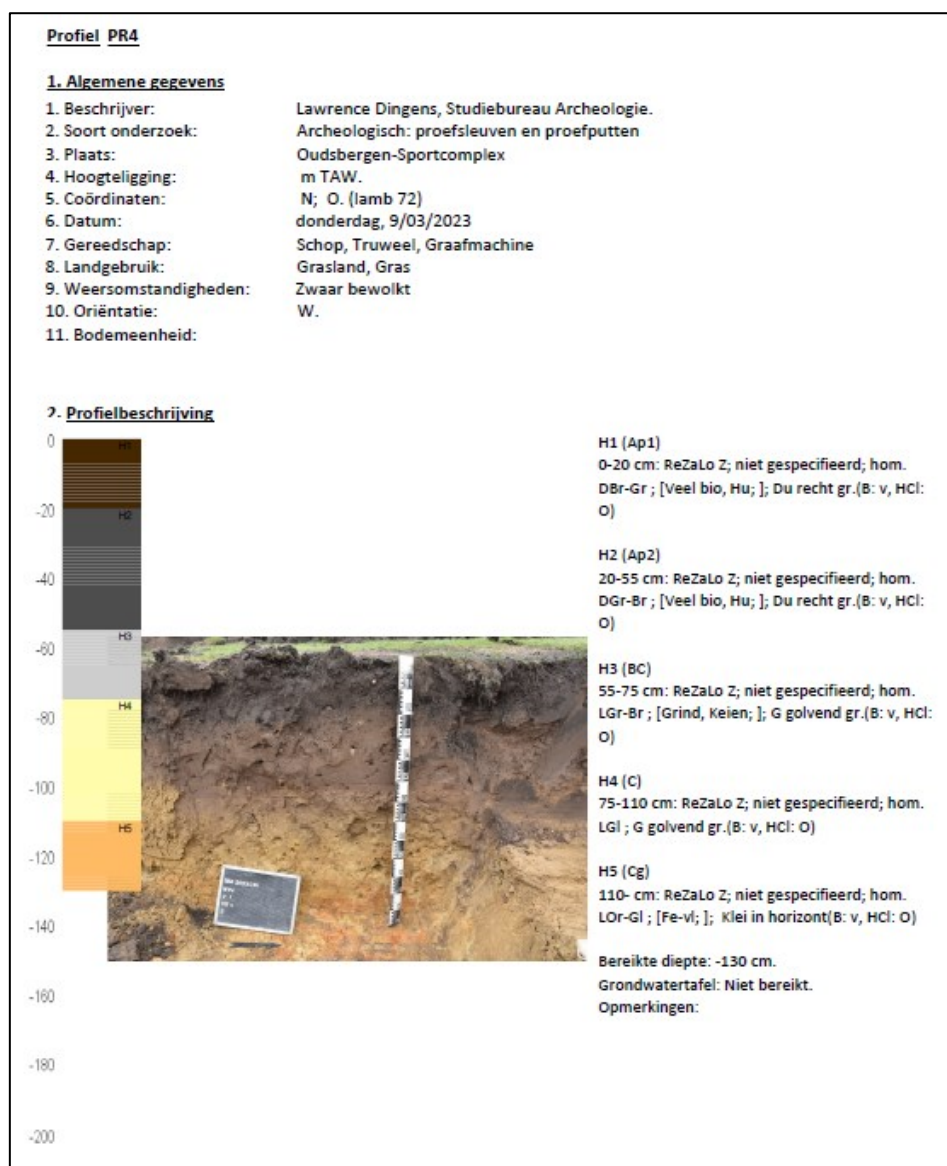 Profiel PR4
1. Algemene gegevens
1. Beschrijver: Lawrence Dingens, Studiebureau Archeologie.
2. Soort onderzoek: Archeologisch: proefsleuven en proefputten
3. Plaats: Oudsbergen-Sportcomplex
4. Hoogteligging: m TAW.
5. Coördinaten: N; O. (lamb 72)
6. Datum: donderdag, 9/03/2023
7. Gereedschap: Schop, Truweel, Graafmachine
8. Landgebruik: Grasland, Gras
9. Weersomstandigheden: Zwaar bewolkt
10. Oriëntatie: W.
11. Bodemeenheid:
2. Profielbeschrijving
0
-20
-40
-60
-80
-100
-120
-140
-160
-180
-200
H1
H2
H3
H4
H5
H1 (Ap1)
0-20 cm: ReZaLo Z; niet gespecifieerd; hom.
DBr-Gr ; [Veel bio, Hu; ]; Du recht gr.(B: v, HCl:
O)
H2 (Ap2)
20-55 cm: ReZaLo Z; niet gespecifieerd; hom.
DGr-Br ; [Veel bio, Hu; ]; Du recht gr.(B: v, HCl:
O)
H3 (BC)
55-75 cm: ReZaLo Z; niet gespecifieerd; hom.
LGr-Br ; [Grind, Keien; ]; G golvend gr.(B: v, HCl:
O)
H4 (C)
75-110 cm: ReZaLo Z; niet gespecifieerd; hom.
LGl ; G golvend gr.(B: v, HCl: O)
H5 (Cg)
110- cm: ReZaLo Z; niet gespecifieerd; hom.
LOr-Gl ; [Fe-vl; ]; Klei in horizont(B: v, HCl: O)
Bereikte diepte: -130 cm.
Grondwatertafel: Niet bereikt.
Opmerkingen: